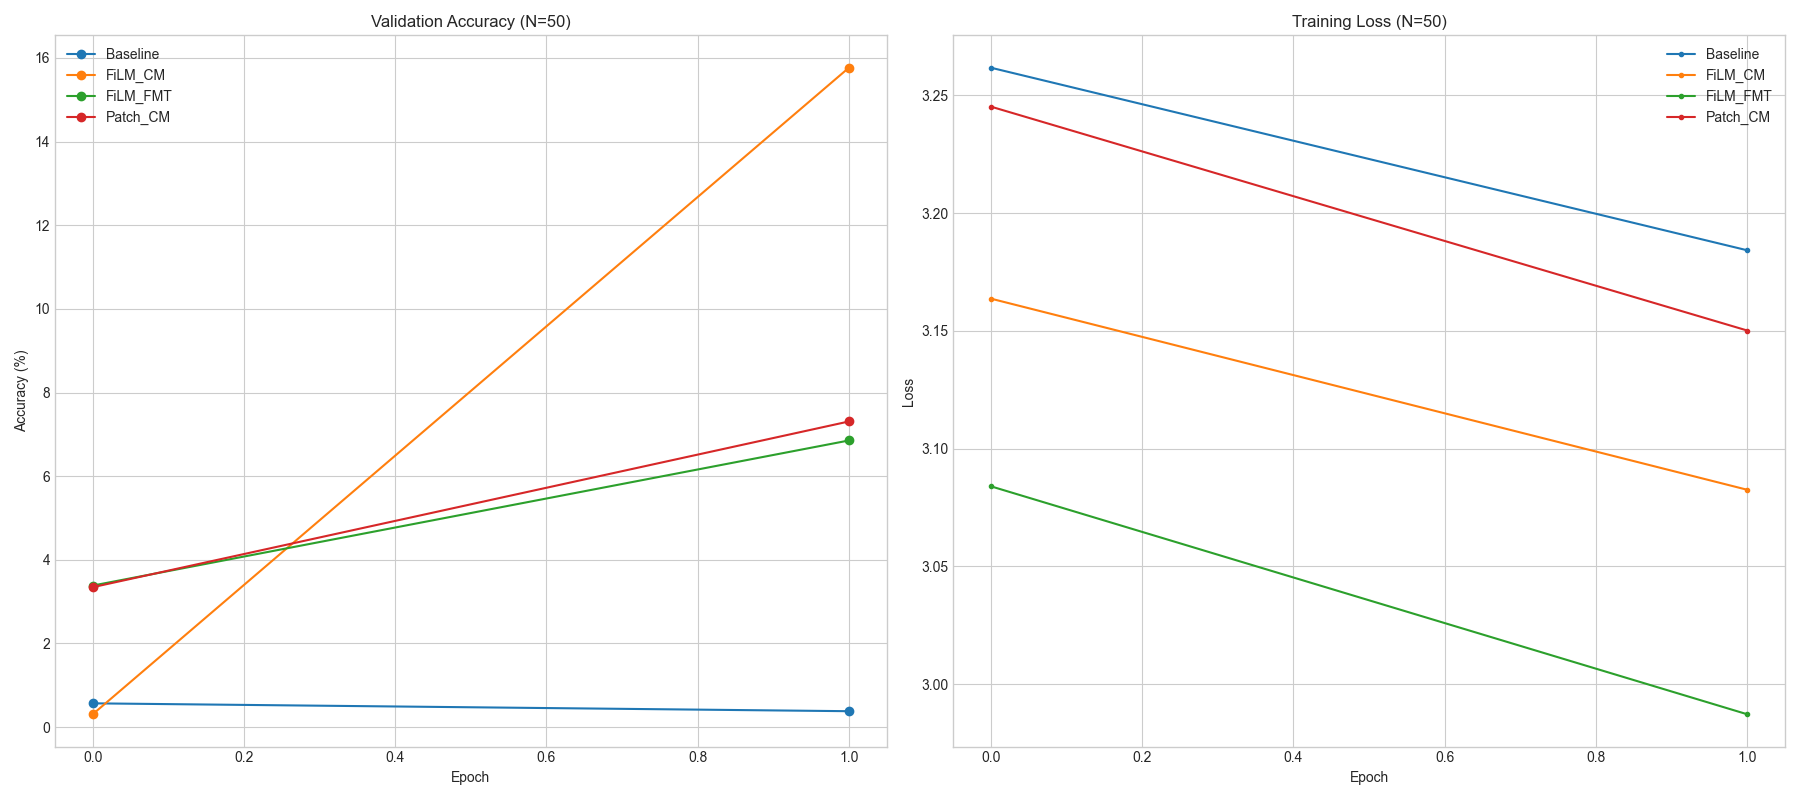 Validation Accuracy (N=50)
Baseline
FiLM_CM
FiLM_FMT
Patch_CM
Accuracy (%)
16
14
12
10
8
6
4
2
0
0.0 0.2 0.4 0.6 0.8 1.0
Epoch
Training Loss (N=50)
Baseline
FiLM_CM
FiLM_FMT
Patch_CM
Loss
3.25
3.20
3.15
3.10
3.05
3.00
0.0 0.2 0.4 0.6 0.8 1.0
Epoch